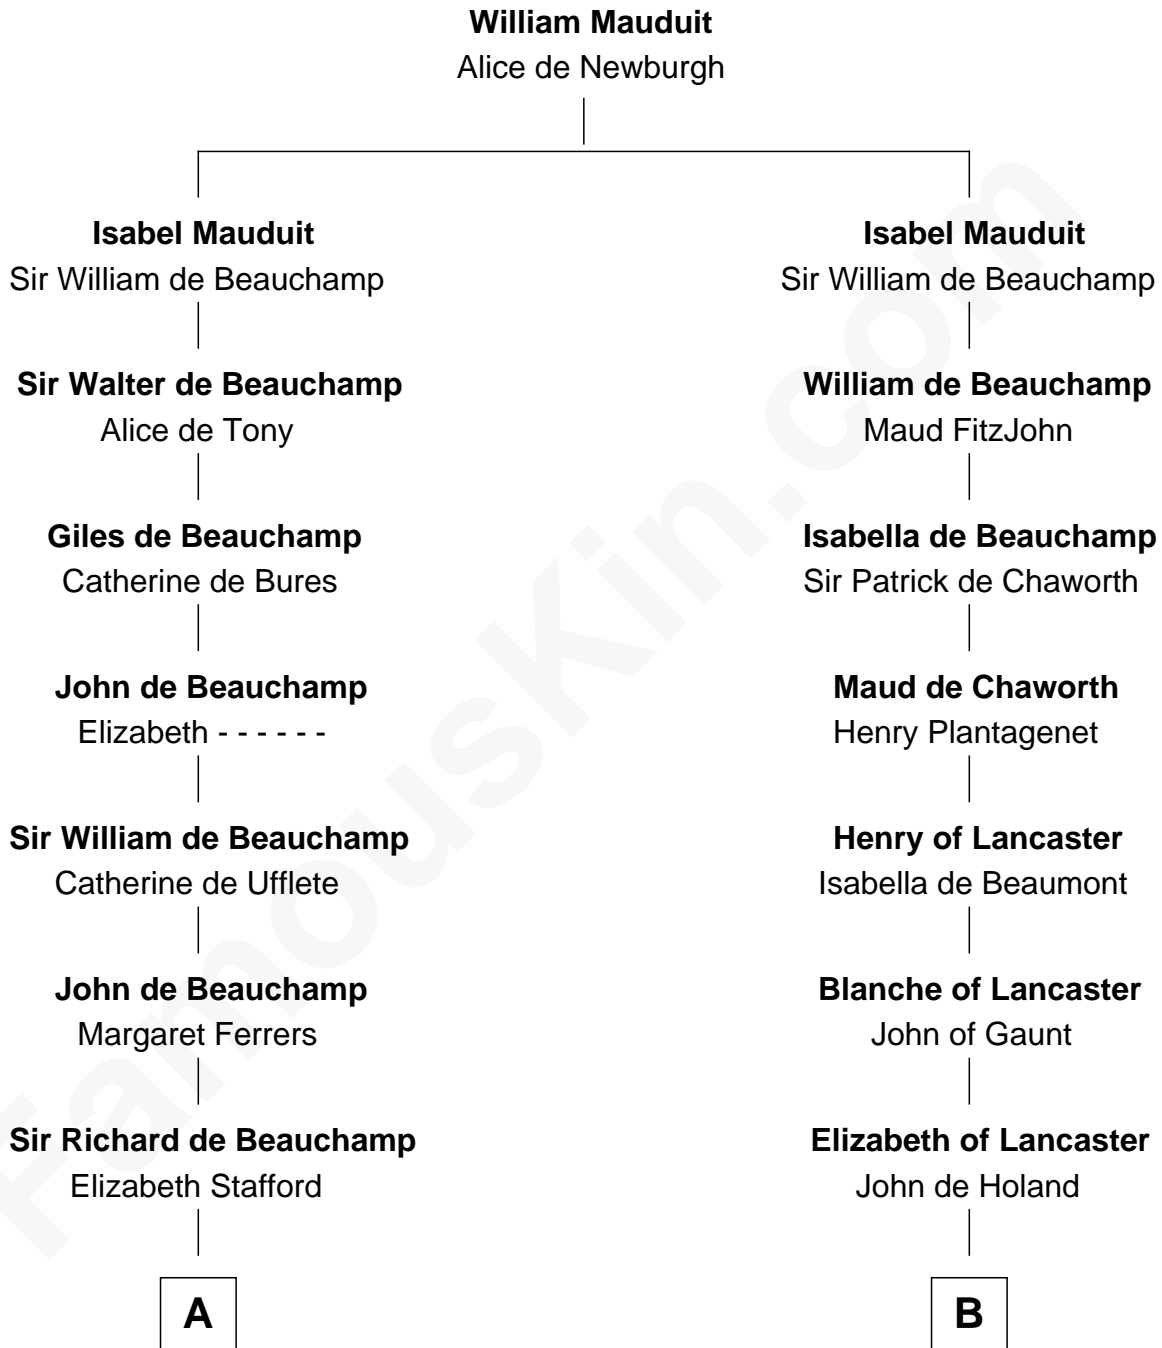 William Mauduit
Alice de Newburgh
Isabel Mauduit
Sir William de Beauchamp
Isabel Mauduit
Sir William de Beauchamp
Sir Walter de Beauchamp
Alice de Tony
William de Beauchamp
Maud FitzJohn
Giles de Beauchamp
Catherine de Bures
Isabella de Beauchamp
Sir Patrick de Chaworth
John de Beauchamp
Elizabeth - - - - - -
Maud de Chaworth
Henry Plantagenet
Sir William de Beauchamp
Catherine de Ufflete
Henry of Lancaster
Isabella de Beaumont
John de Beauchamp
Margaret Ferrers
Blanche of Lancaster
John of Gaunt
Sir Richard de Beauchamp
Elizabeth Stafford
Elizabeth of Lancaster
John de Holand
A
B
FamousKin.com